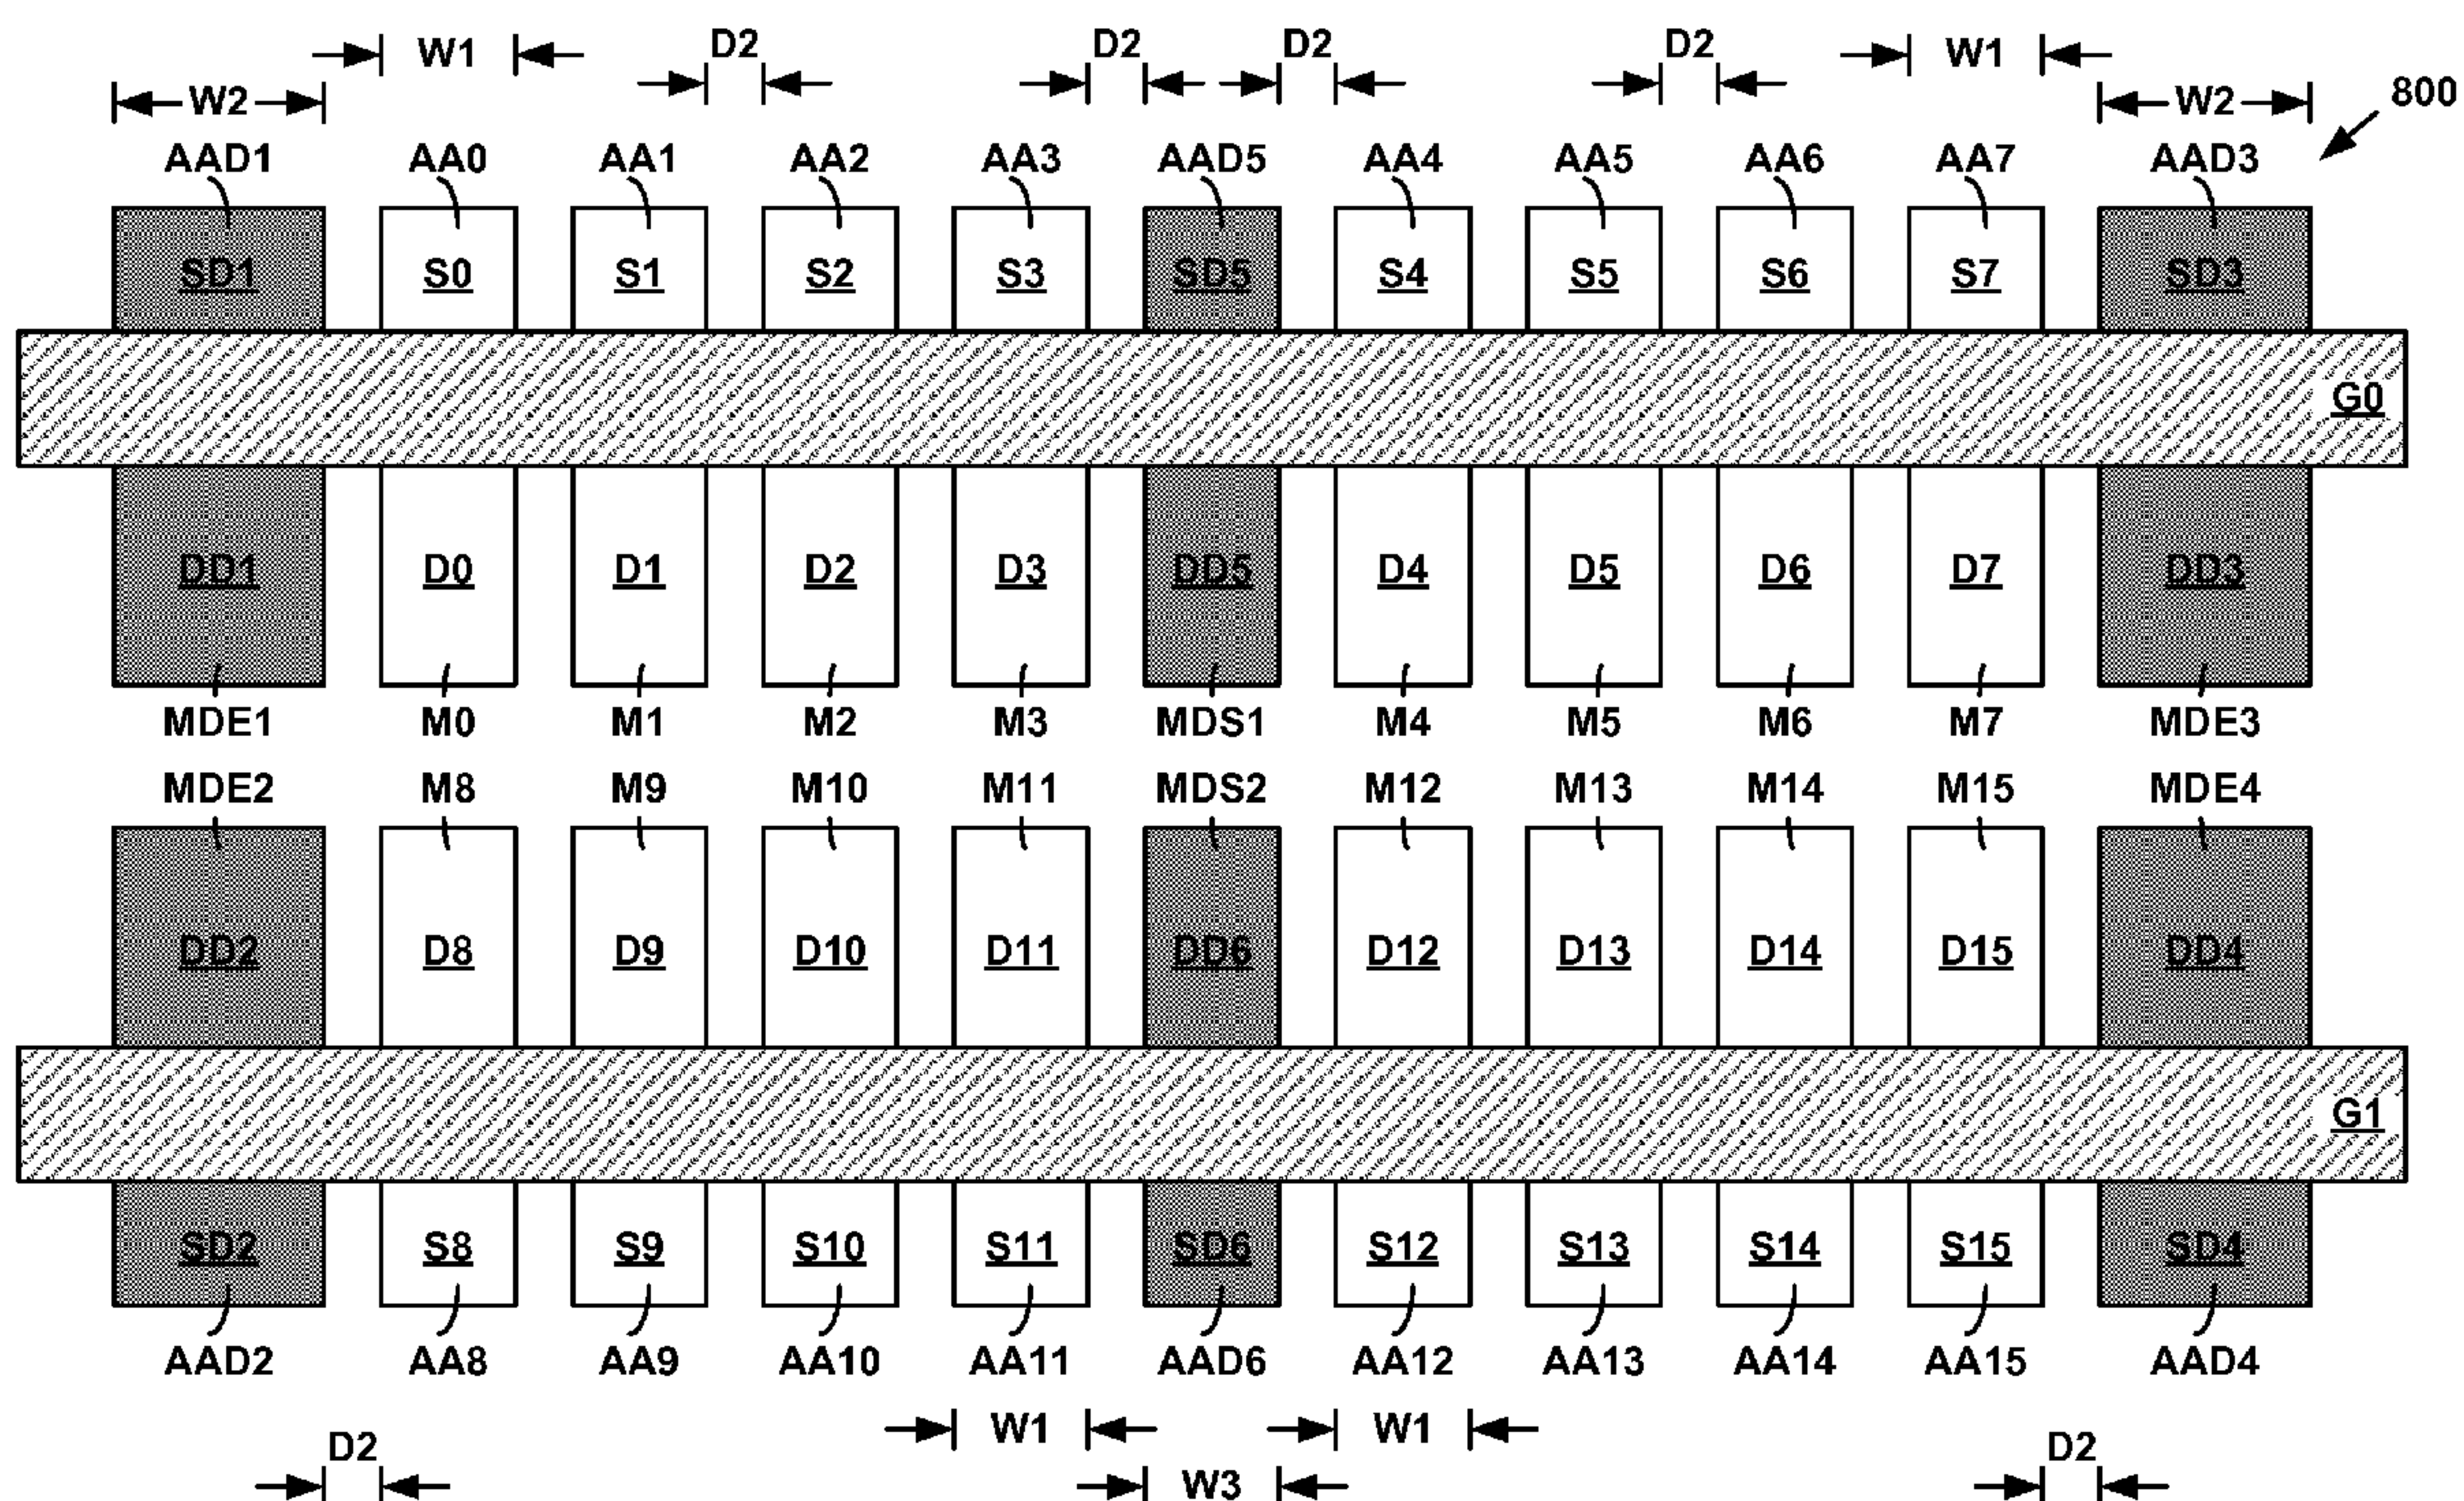 D2 D2 D2 D2
W1 W1
W2 W2 800
AAD1 AA0 AA1 AA2 AA3 AAD5 AA4 AA5 AA6 AA7 AAD3
SD1 S0 S1 S2 S3 SD5 S4 S5 S6 S7 SD3
G0
DD1 D0 D1 D2 D3 DD5 D4 D5 D6 D7 DD3
MDE1 M0 M1 M2 M3 MDS1 M4 M5 M6 M7 MDE3
MDE2 M8 M9 M10 M11 MDS2 M12 M13 M14 M15 MDE4
DD2 D8 D9 D10 D11 DD6 D12 D13 D14 D15 DD4
G1
SD2 S8 S9 S10 S11 SD6 S12 S13 S14 S15 SD4
AAD2 AA8 AA9 AA10 AA11 AAD6 AA12 AA13 AA14 AA15 AAD4
W1 W1
D2 D2
W3